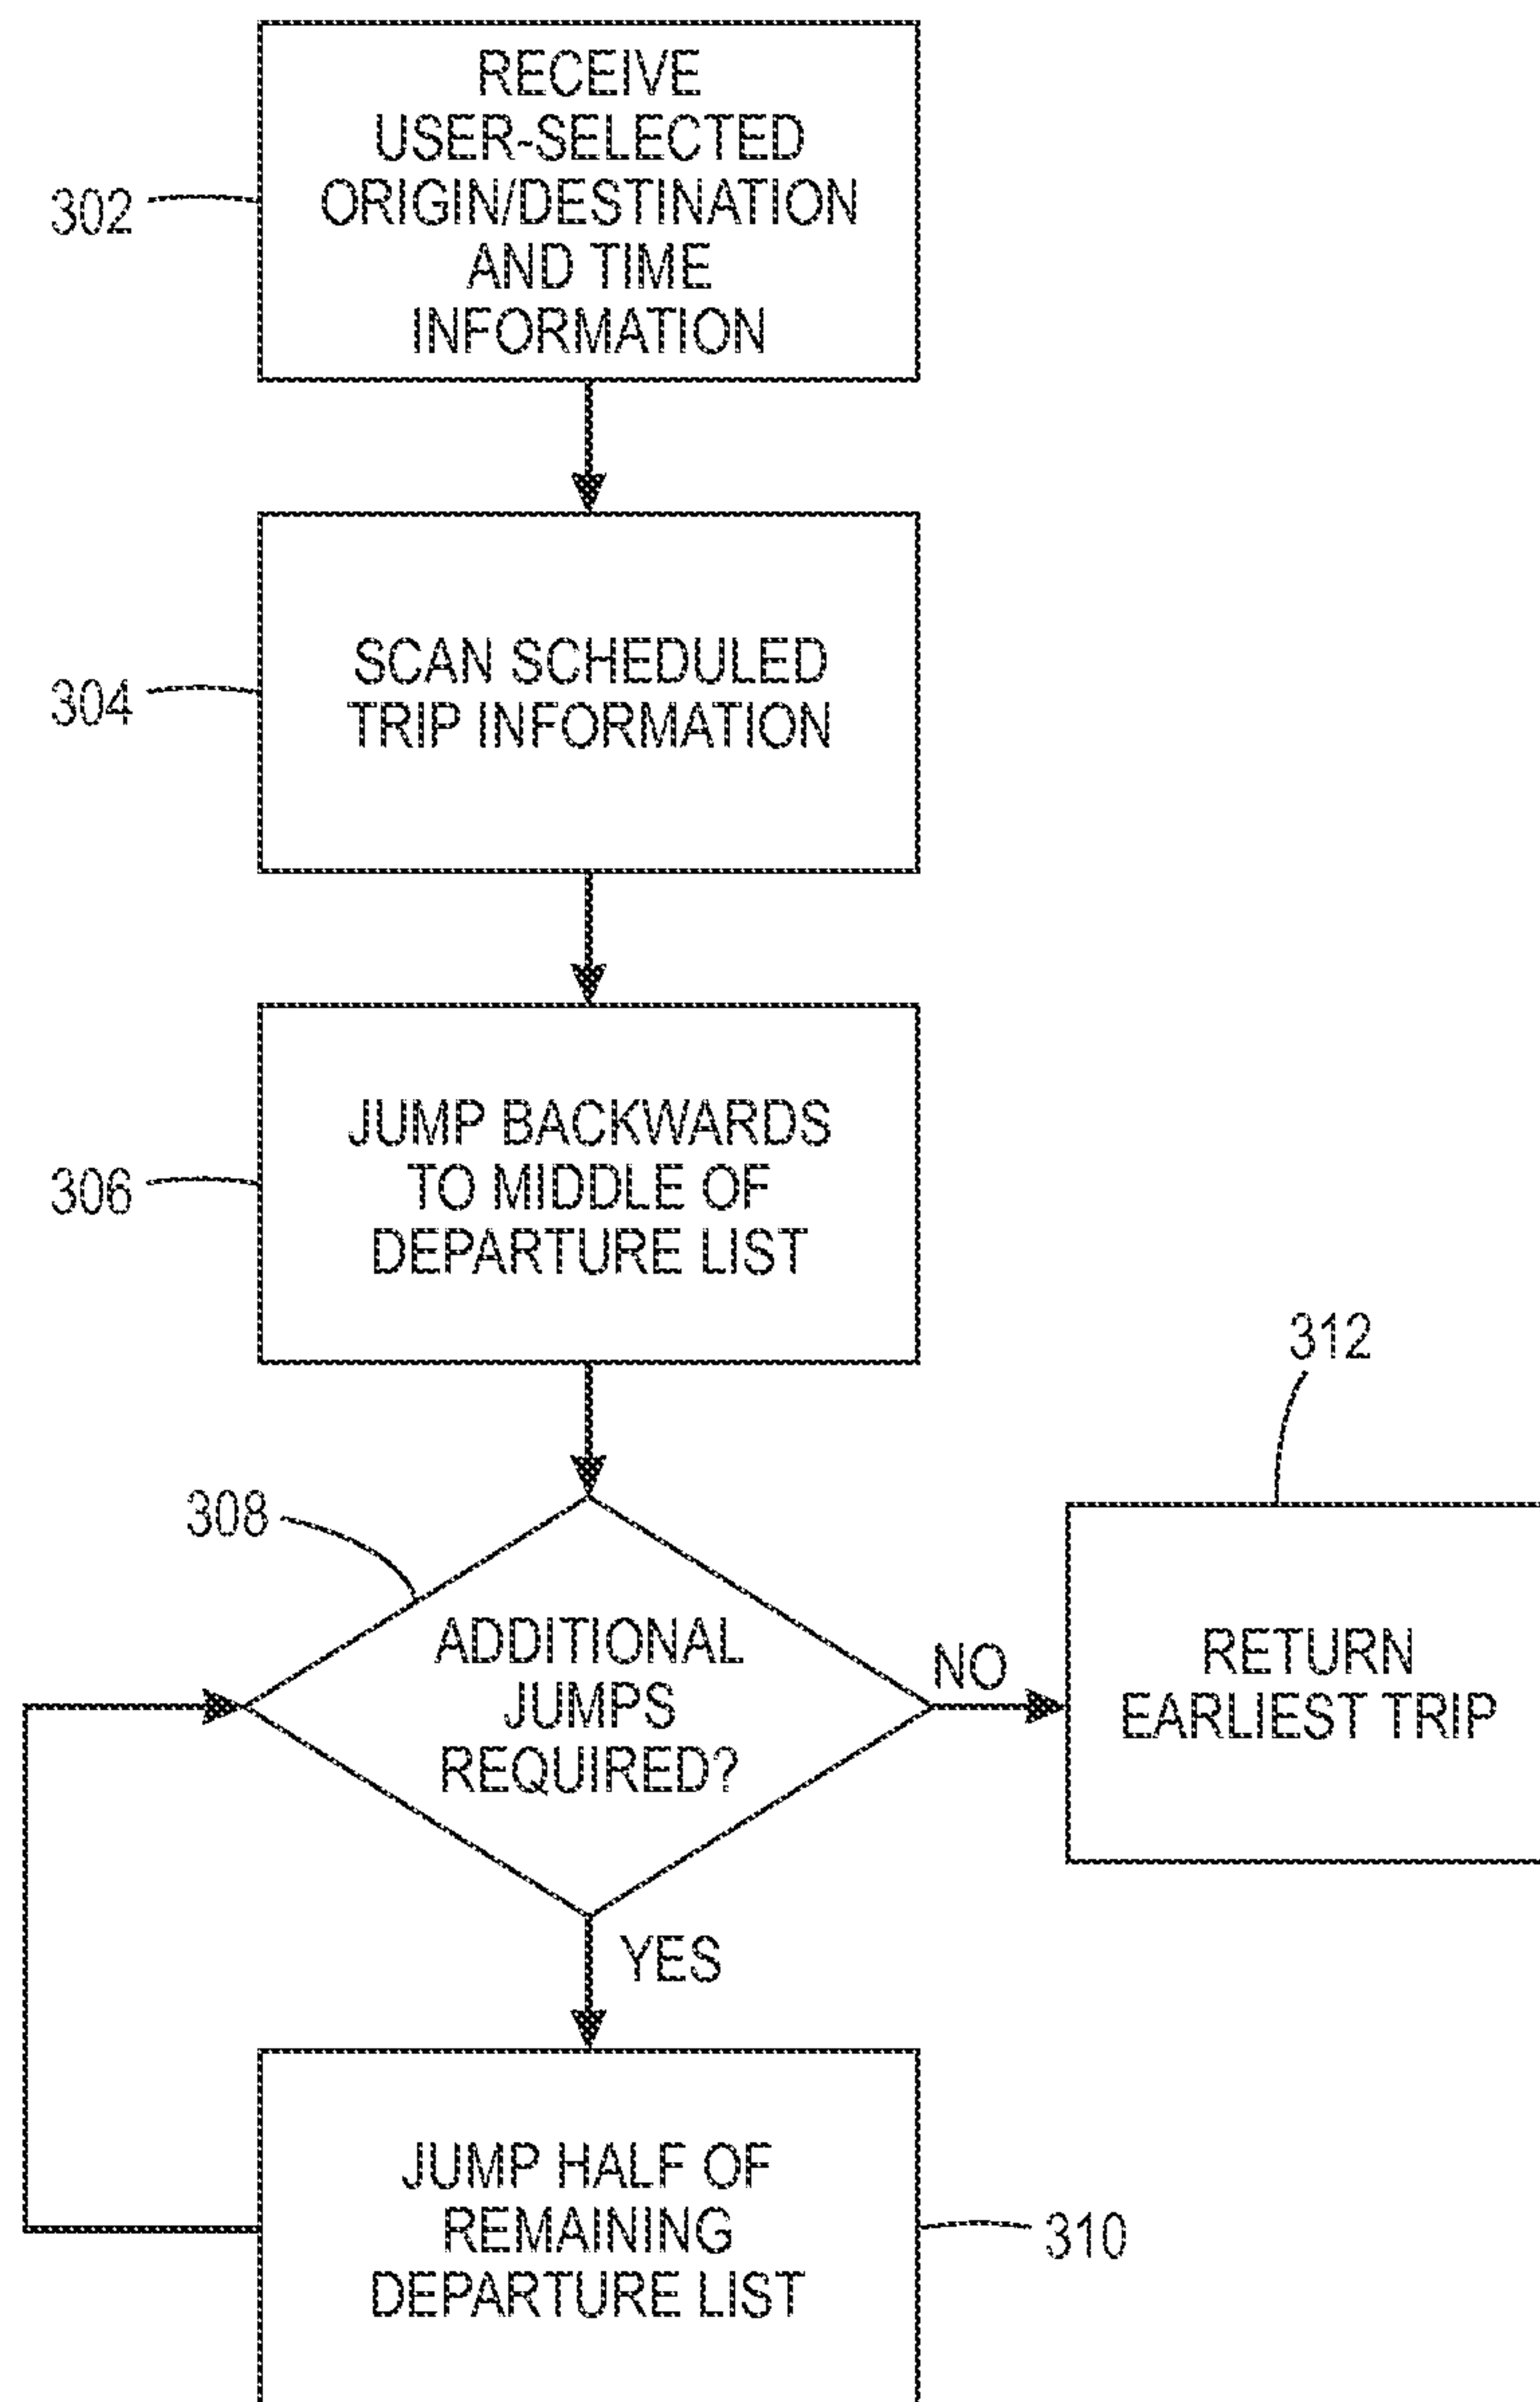 RECEIVE
USER-SELECTED
ORIGIN/DESTINATION
AND TIME
INFORMATION
302
SCAN SCHEDULED
TRIP INFORMATION
304
JUMP BACKWARDS
TO MIDDLE OF
DEPARTURE LIST
306
312
308
ADDITIONAL
JUMPS
REQUIRED?
NO
RETURN
EARLIEST TRIP
YES
JUMP HALF OF
REMAINING
DEPARTURE LIST
310